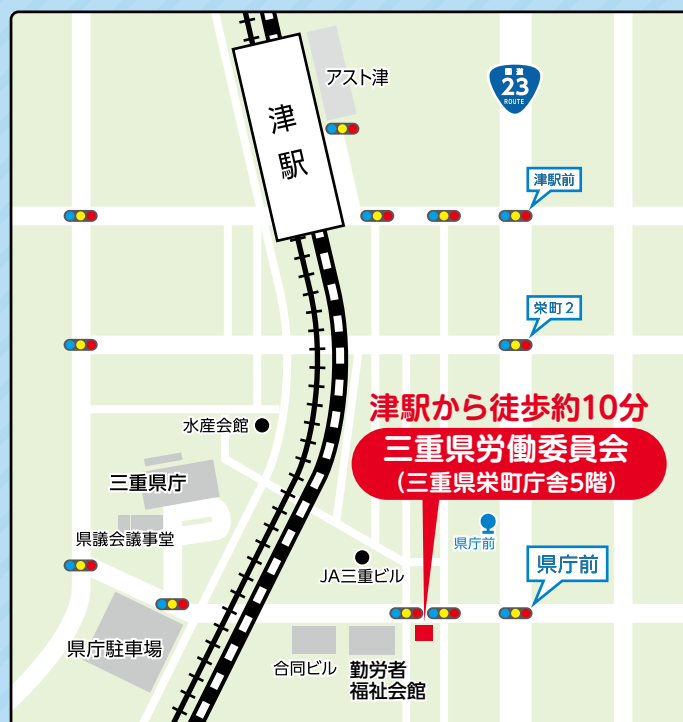 アスト津
国道
23
ROUTE
津駅
津駅前
栄町2
津駅から徒歩約10分
三重県労働委員会
(三重県栄町庁舎5階)
水産会館
三重県庁
県議会議事堂
県庁前
県庁前
JA三重ビル
県庁駐車場
合同ビル
勤労者
福祉会館